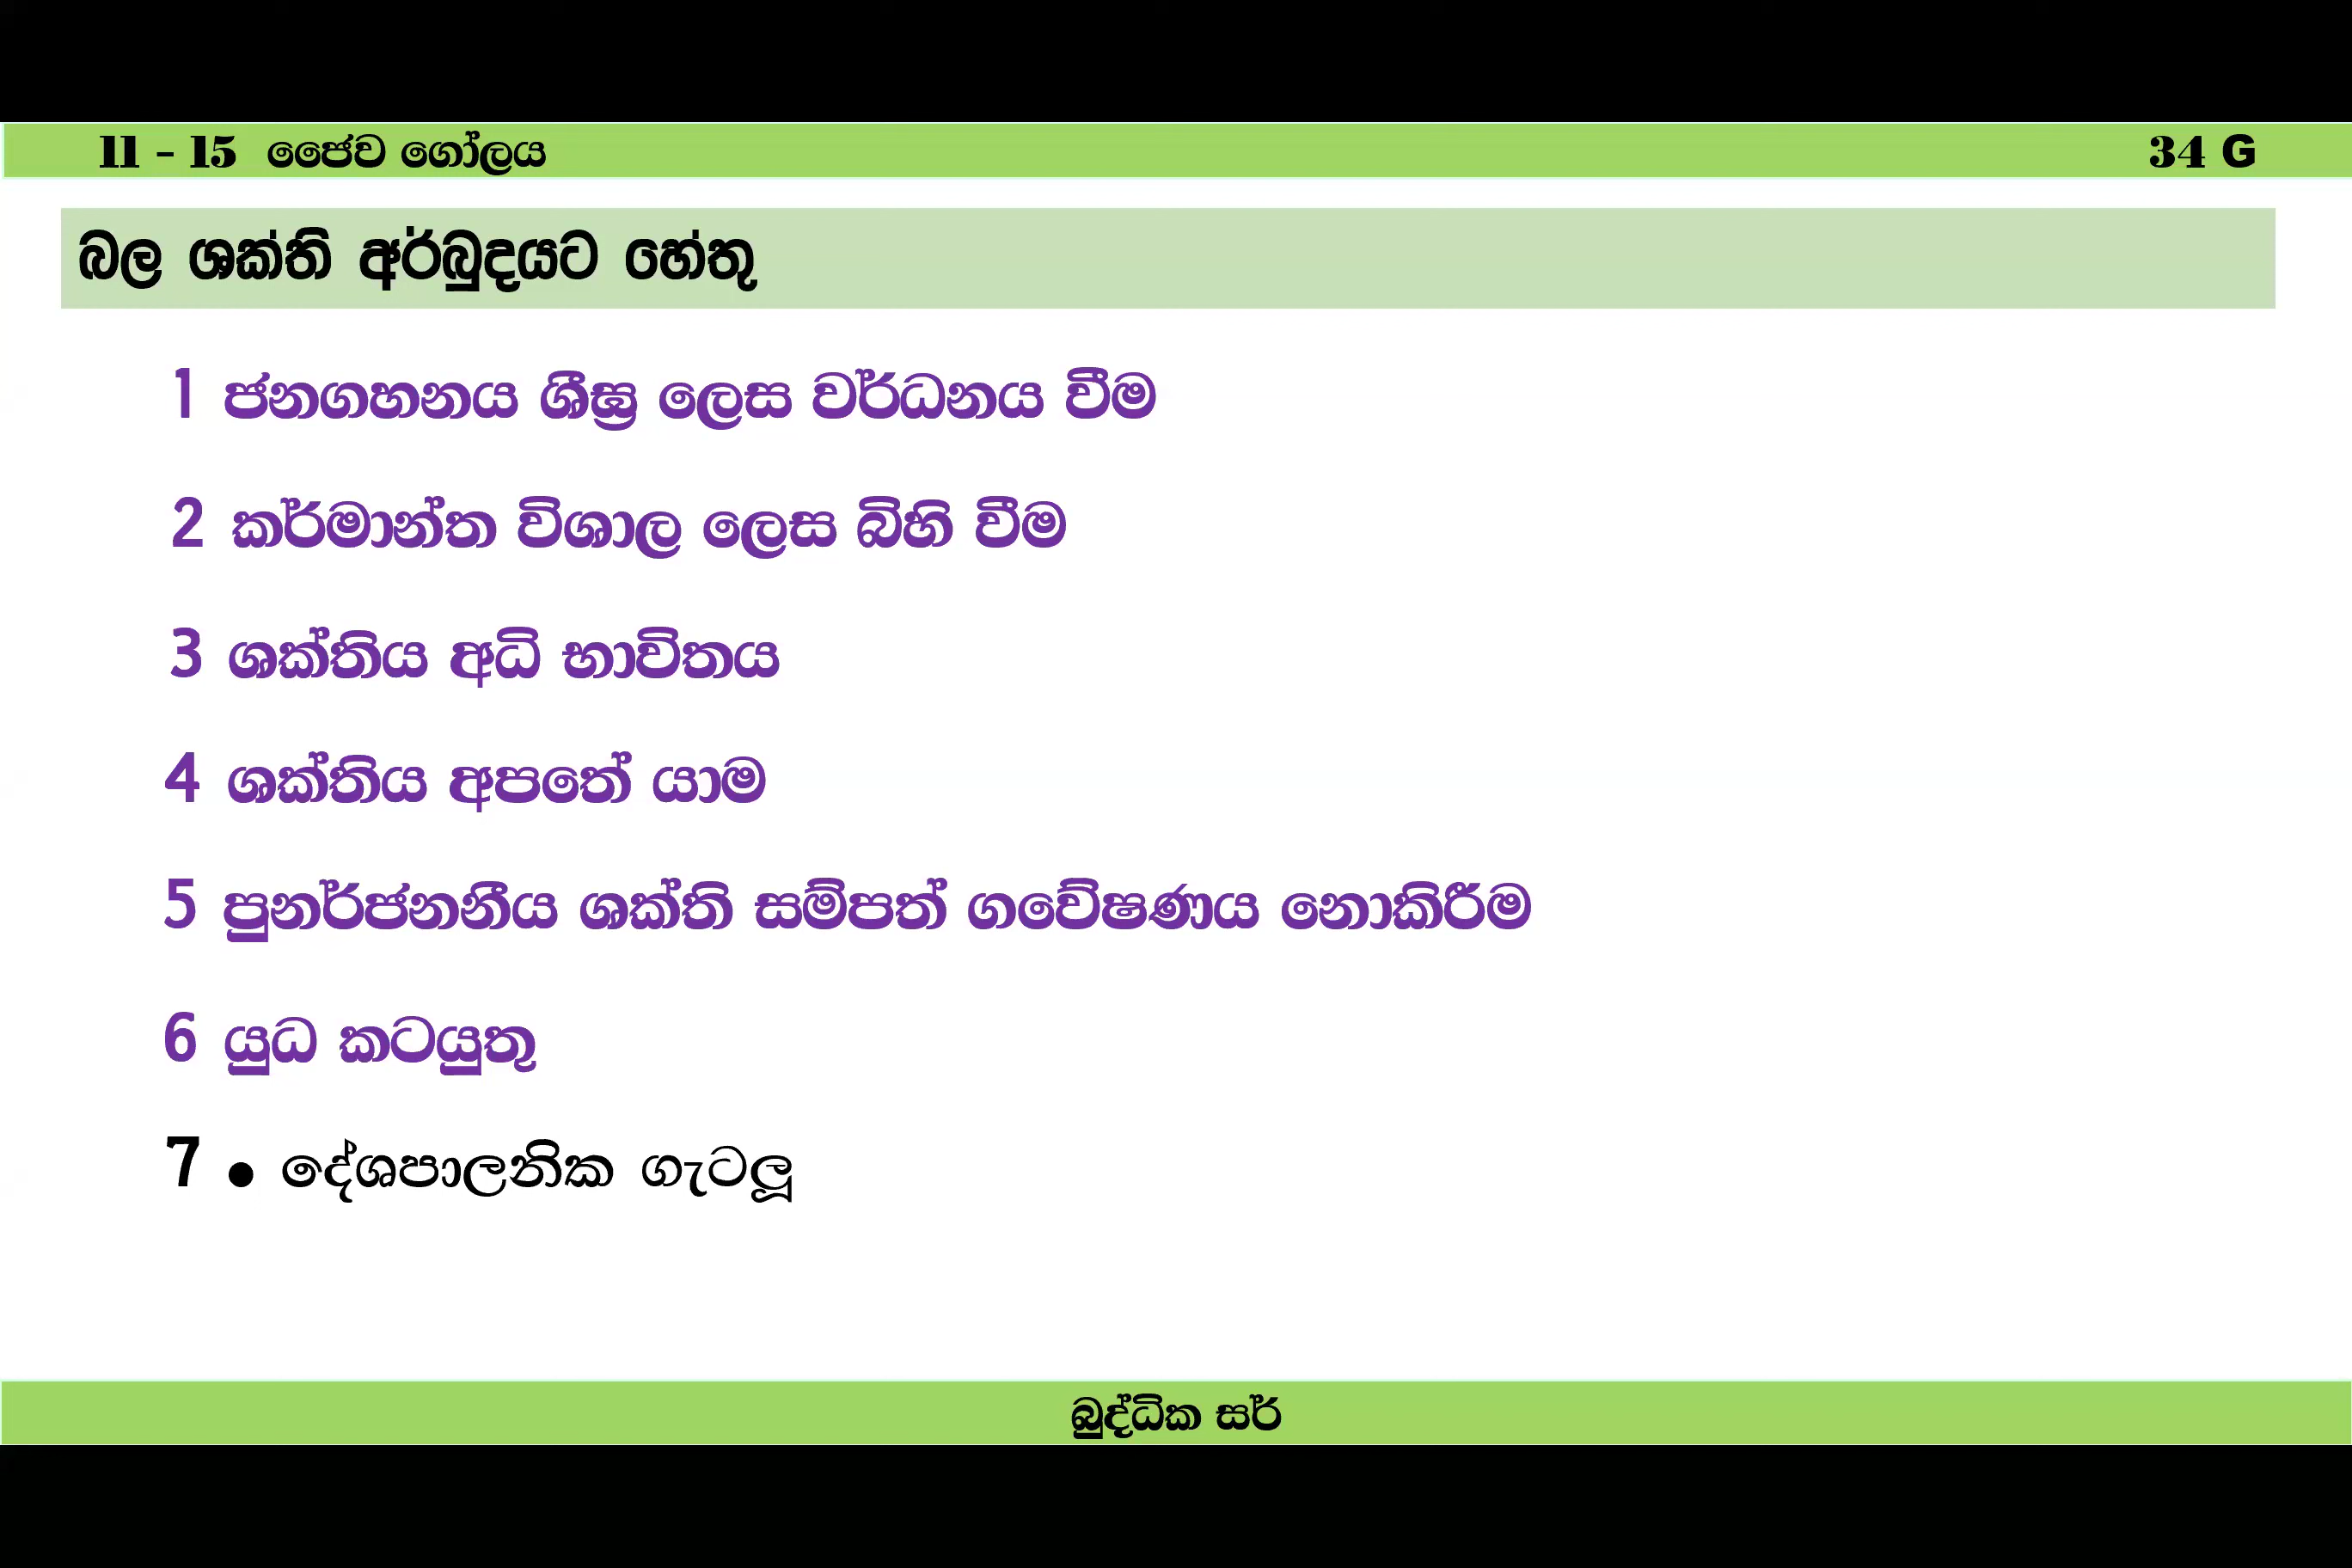 11 - 15 ජෛව ගෝලය 34 G
බල ශක්ති අර්බුදයට හේතු
1 ජනගහනය ශීඝ්‍ර ලෙස වර්ධනය වීම
2 කර්මාන්ත විශාල ලෙස බිහි වීම
3 ශක්තිය අධි භාවිතය
4 ශක්තිය අපතේ යාම
5 පුනර්ජනනීය ශක්ති සම්පත් ගවේෂණය නොකිරීම
6 යුධ කටයුතු
7 • දේශපාලනික ගැටලූ
බුද්ධික සර්